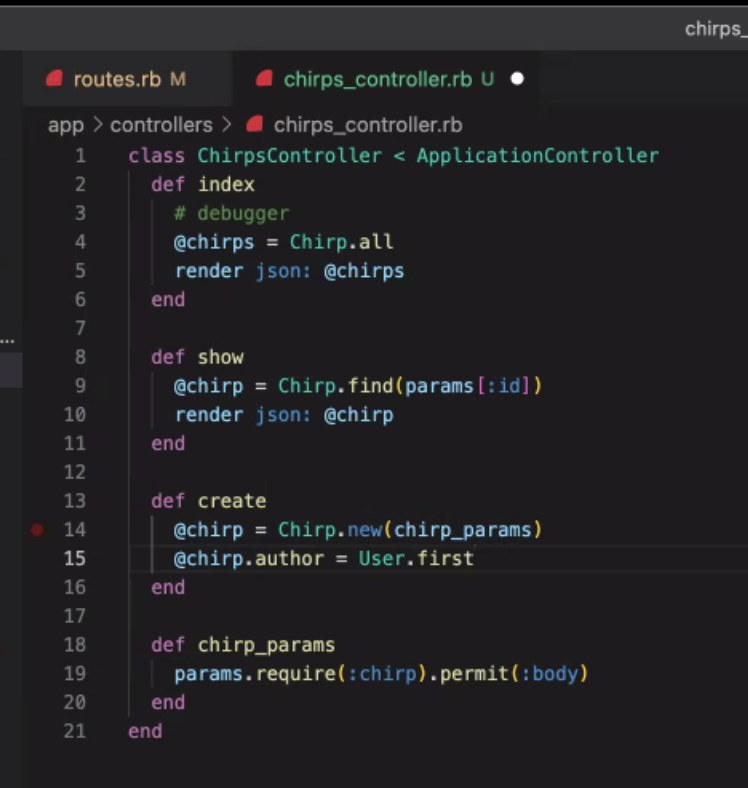 chirps_
routes.rb M chirps_controller.rb U
app > controllers > chirps_controller.rb
1 class ChirpsController < ApplicationController
2   def index
3     # debugger
4     @chirps = Chirp.all
5     render json: @chirps
6   end
7
8   def show
9     @chirp = Chirp.find(params[:id])
10     render json: @chirp
11   end
12
13   def create
14     @chirp = Chirp.new(chirp_params)
15     @chirp.author = User.first
16   end
17
18   def chirp_params
19     params.require(:chirp).permit(:body)
20   end
21 end